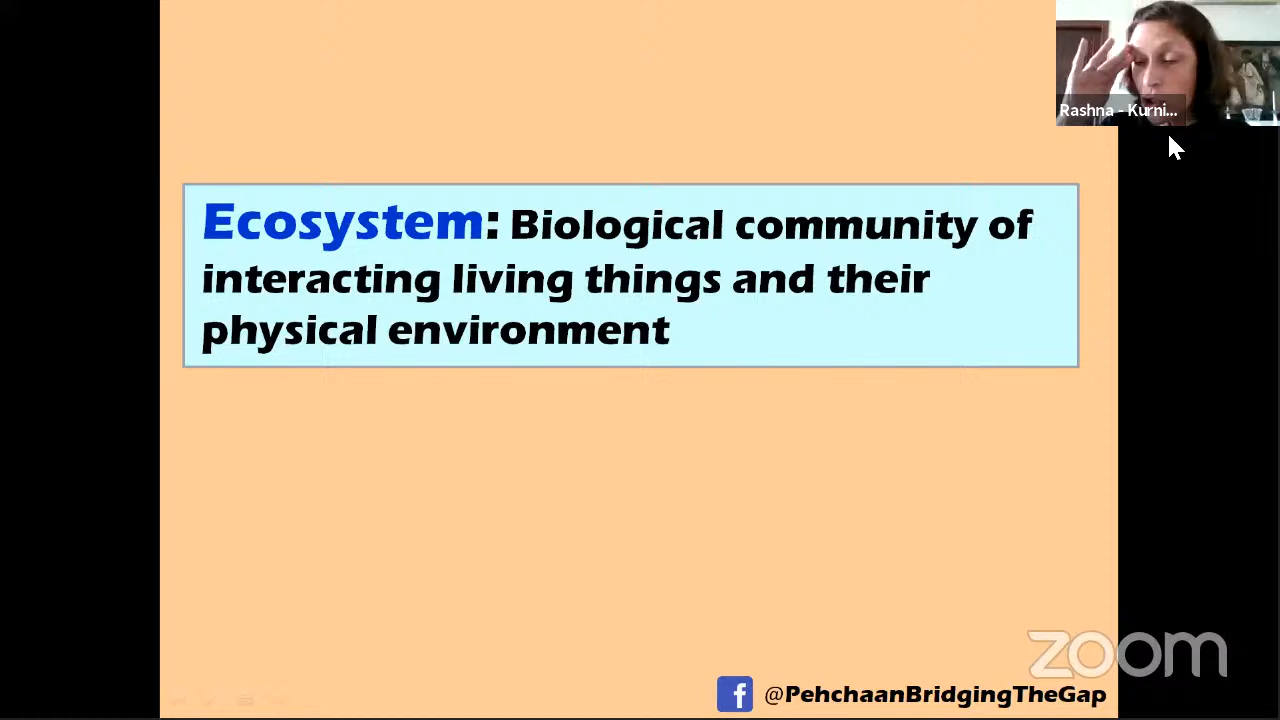 Rashna - Kurni...
Ecosystem: Biological community of
interacting living things and their
physical environment
zoom
f @PehchaanBridgingTheGap